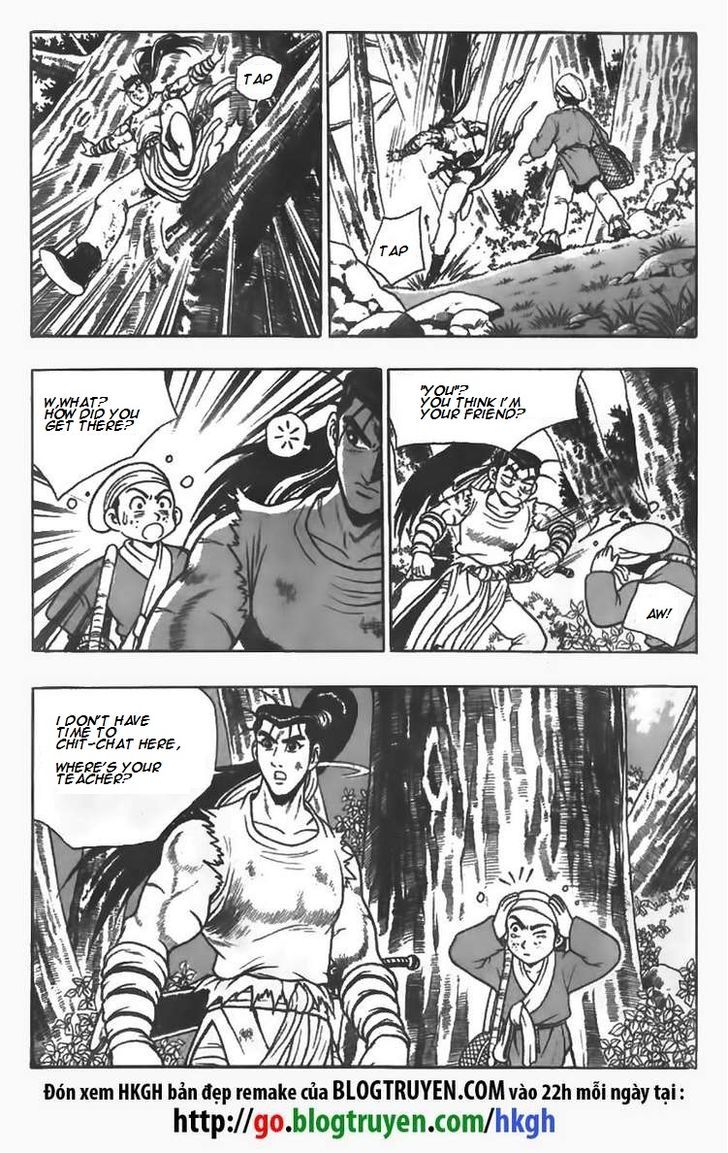 TAP
TAP
W,WHAT?
HOW DID YOU
GET THERE?
"YOU"?
YOU THINK I'M
YOUR FRIEND?
AW!
I DON'T HAVE
TIME TO
CHIT-CHAT HERE,
WHERE'S YOUR
TEACHER?
Đón xem HKGH bản đẹp remake của BLOGTRUYEN.COM vào 22h mỗi ngày tại :
http://go.blogtruyen.com/hkgh